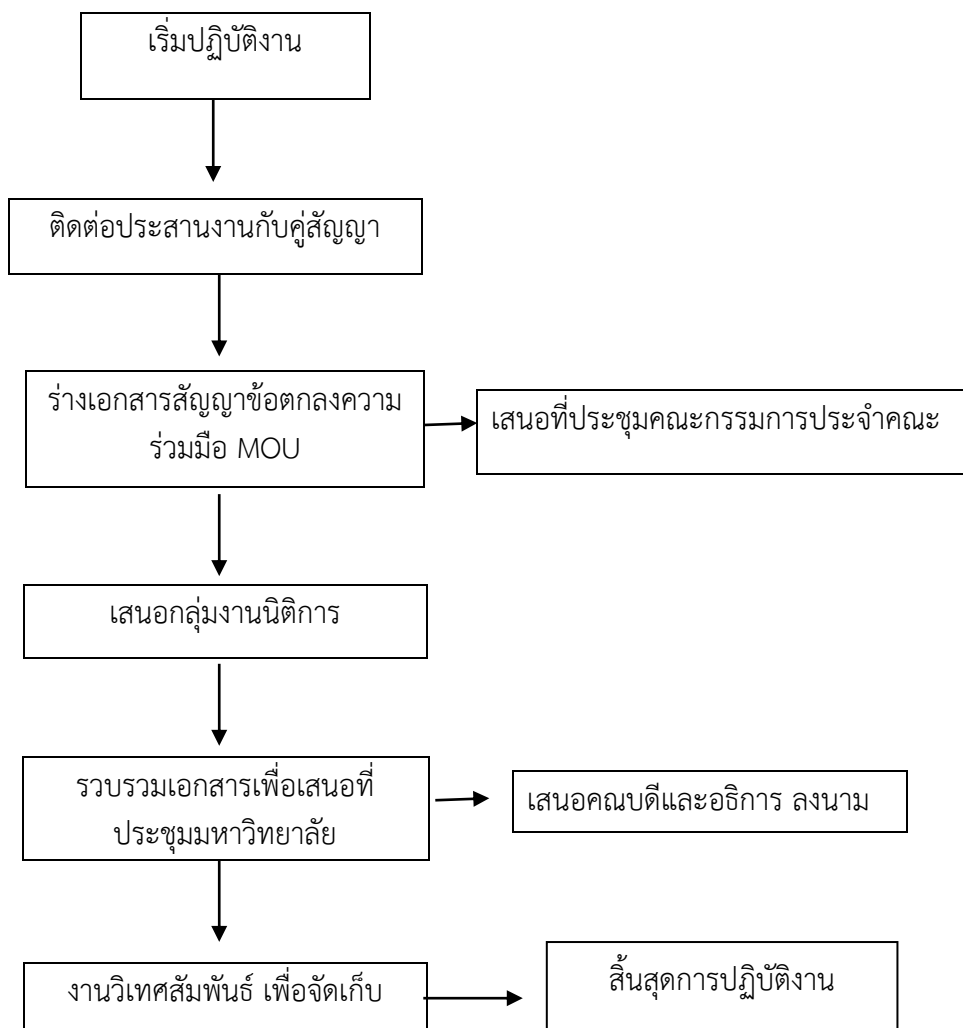 เริ่มปฏิบัติงาน
ติดต่อประสานงานกับคู่สัญญา
ร่างเอกสารสัญญาข้อตกลงความ
ร่วมมือ MOU
เสนอที่ประชุมคณะกรรมการประจำคณะ
เสนอกลุ่มงานนิติการ
รวบรวมเอกสารเพื่อเสนอที่
ประชุมมหาวิทยาลัย
เสนอคณบดีและอธิการ ลงนาม
งานวิเทศสัมพันธ์ เพื่อจัดเก็บ
สิ้นสุดการปฏิบัติงาน